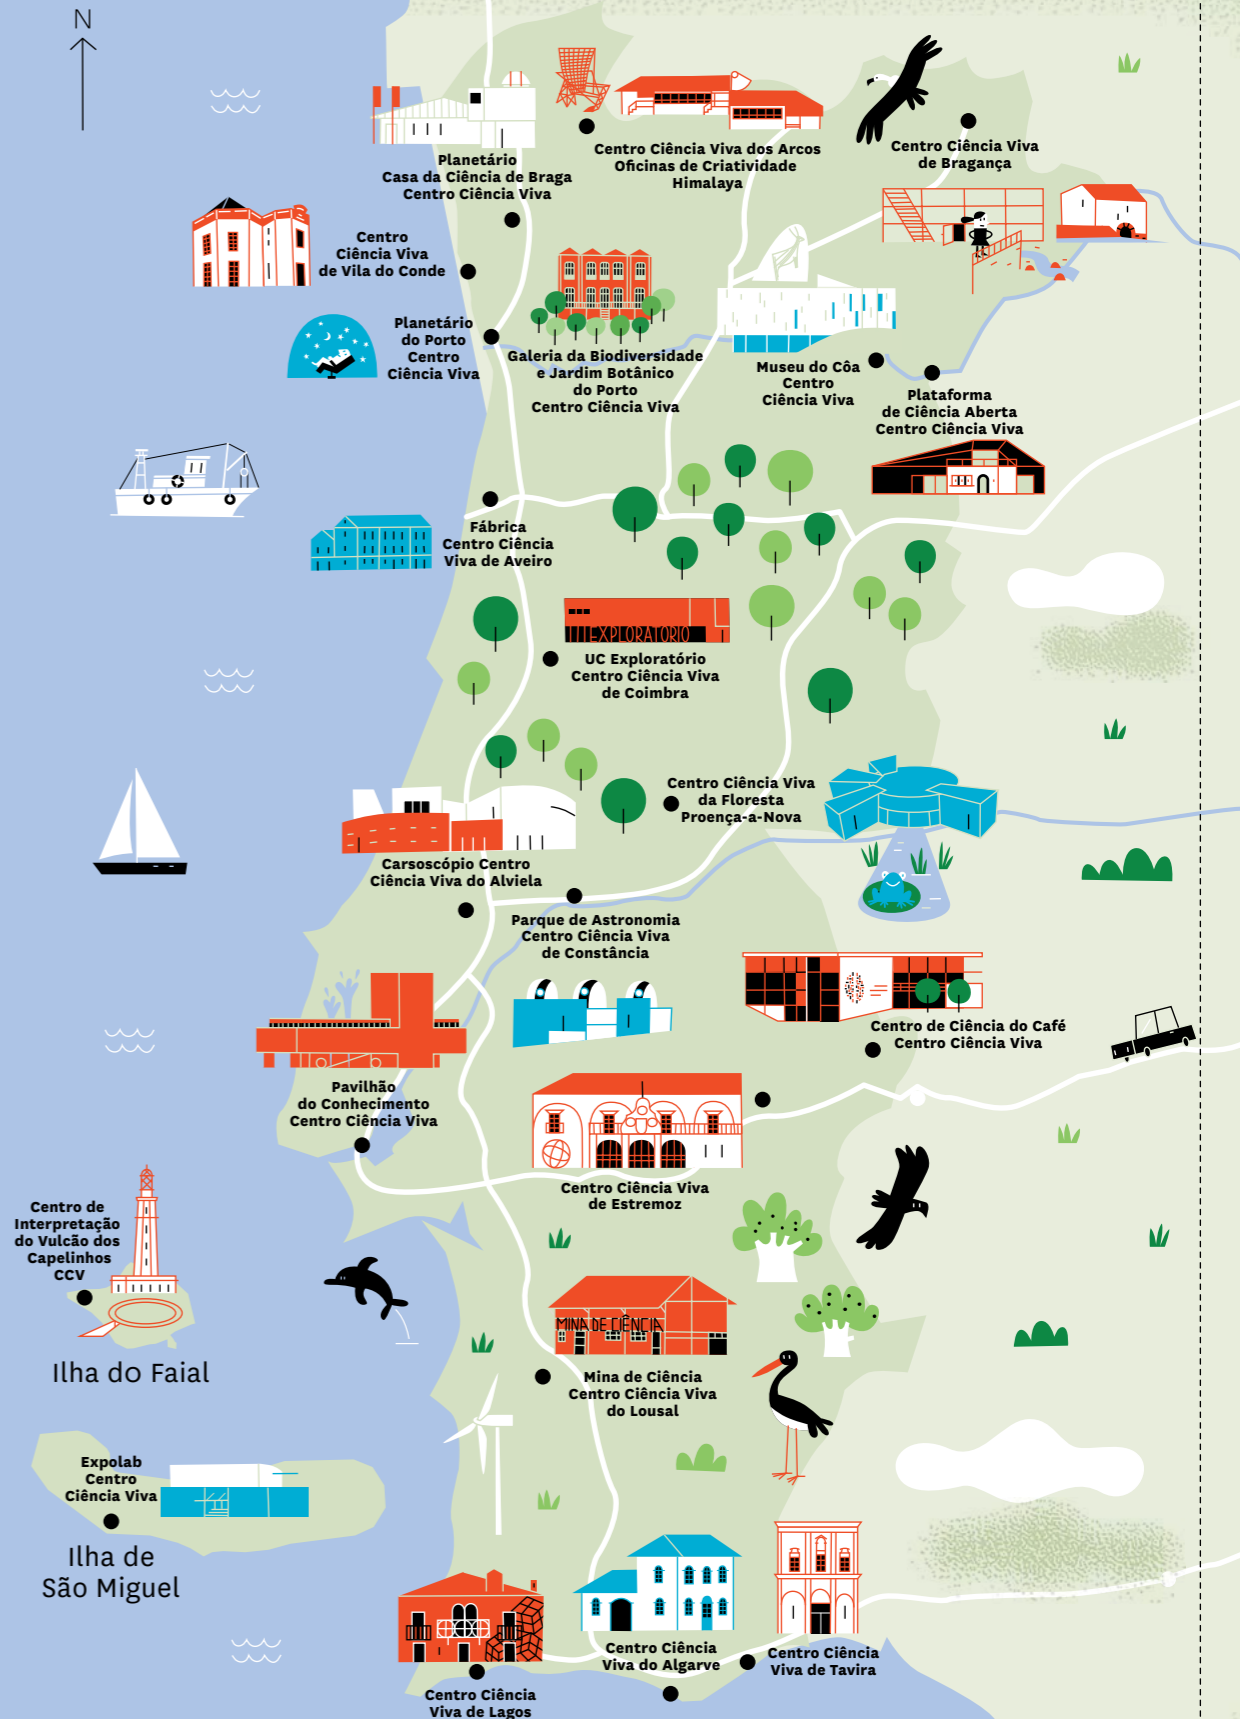 N
Planetário
Casa da Ciência de Braga
Centro Ciência Viva
Centro Ciência Viva dos Arcos
Oficinas de Criatividade
Himalaya
Centro Ciência Viva
de Bragança
Centro
Ciência Viva
de Vila do Conde
Planetário
do Porto
Centro
Ciência Viva
Galeria da Biodiversidade
e Jardim Botânico
do Porto
Centro Ciência Viva
Museu do Côa
Centro
Ciência Viva
Plataforma
de Ciência Aberta
Centro Ciência Viva
Fábrica
Centro Ciência
Viva de Aveiro
EXPLORATORIO
UC Exploratório
Centro Ciência Viva
de Coimbra
Centro Ciência Viva
da Floresta
Proença-a-Nova
Carsoscópio Centro
Ciência Viva do Alviela
Parque de Astronomia
Centro Ciência Viva
de Constância
Centro de Ciência do Café
Centro Ciência Viva
Pavilhão
do Conhecimento
Centro Ciência Viva
Centro Ciência Viva
de Estremoz
Centro de
Interpretação
do Vulcão dos
Capelinhos
CCV
Ilha do Faial
MINA DE CIÊNCIA
Mina de Ciência
Centro Ciência Viva
do Lousal
Expolab
Centro
Ciência Viva
Ilha de
São Miguel
Centro Ciência
Viva do Algarve
Centro Ciência
Viva de Tavira
Centro Ciência
Viva de Lagos